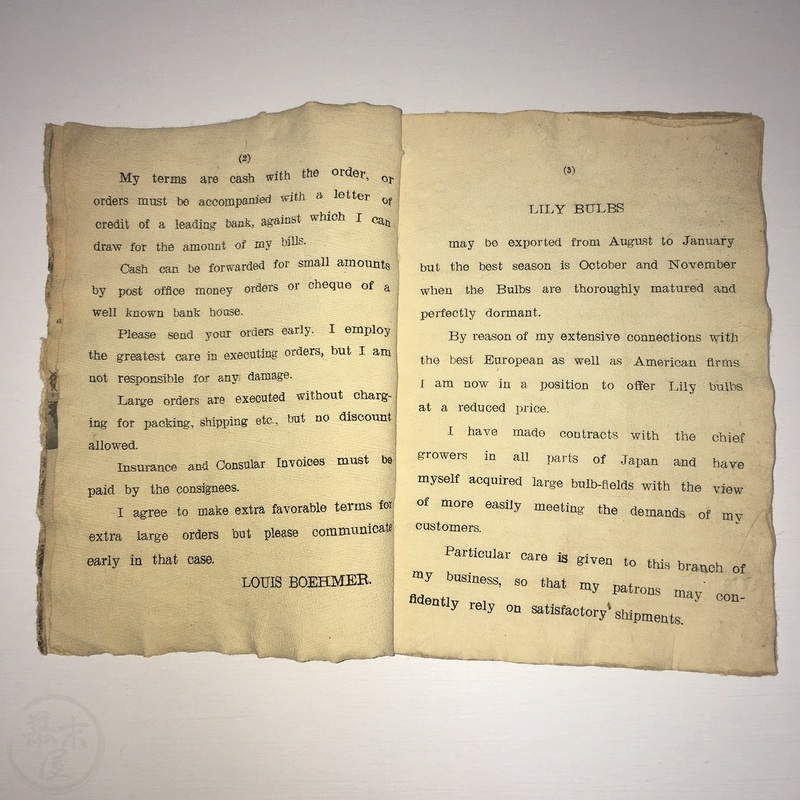 (2)
My terms are cash with the order, or
orders must be accompanied with a letter of
credit of a leading bank, against which I can
draw for the amount of my bills.
Cash can be forwarded for small amounts
by post office money orders or cheque of a
well known bank house.
Please send your orders early. I employ
the greatest care in executing orders, but I am
not responsible for any damage.
Large orders are executed without charg-
ing for packing, shipping etc., but no discount
allowed.
Insurance and Consular Invoices must be
paid by the consignees.
I agree to make extra favorable terms for
extra large orders but please communicate
early in that case.
LOUIS BOEHMER.
(3)
LILY BULBS
may be exported from August to January
but the best season is October and November
when the Bulbs are thoroughly matured and
perfectly dormant.
By reason of my extensive connections with
the best European as well as American firms
I am now in a position to offer Lily bulbs
at a reduced price.
I have made contracts with the chief
growers in all parts of Japan and have
myself acquired large bulb-fields with the view
of more easily meeting the demands of my
customers.
Particular care is given to this branch of
my business, so that my patrons may con-
fidently rely on satisfactory shipments.